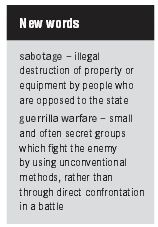 New words
sabotage – illegal
destruction of property or
equipment by people who
are opposed to the state
guerrilla warfare – small
and often secret groups
which fight the enemy
by using unconventional
methods, rather than
through direct confrontation
in a battle